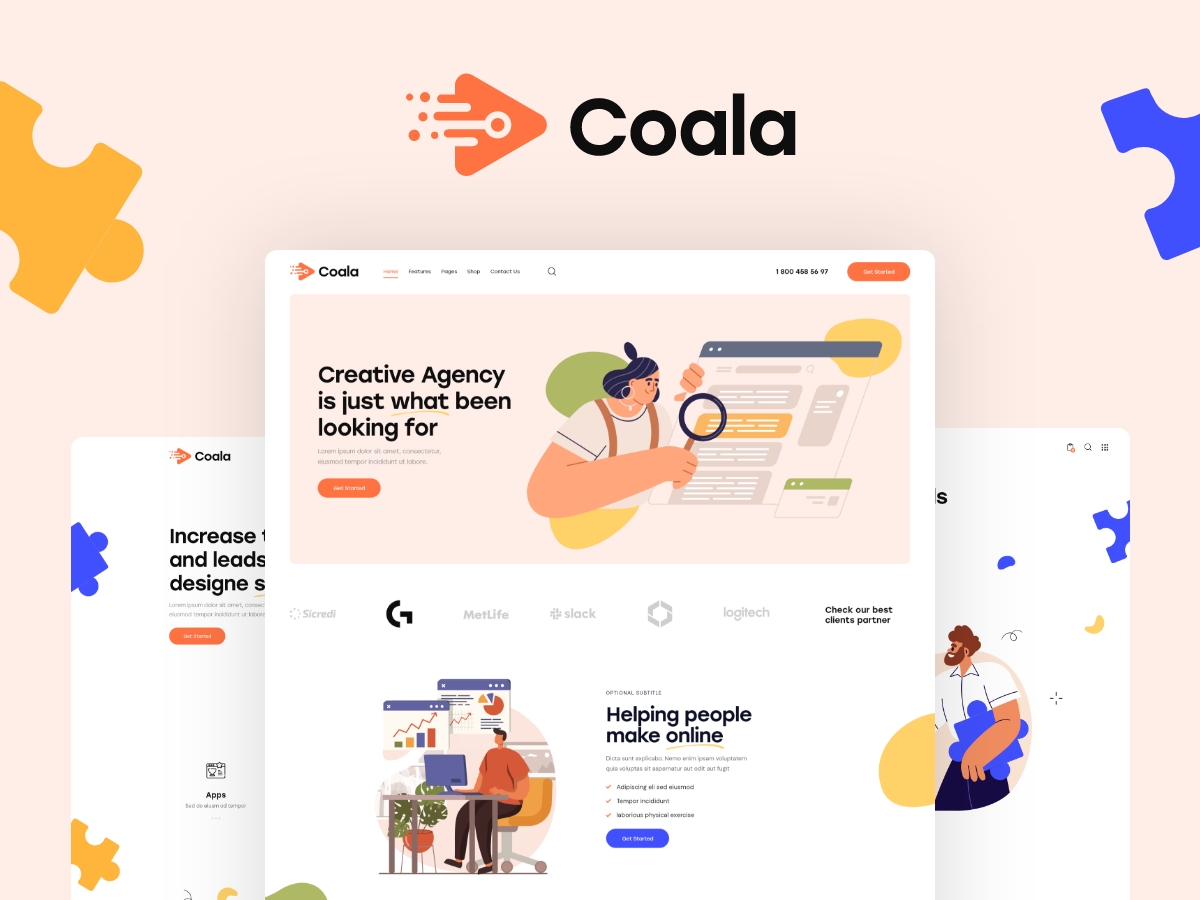 Coala
Coala
Home
Features
Pages
Shop
Contact Us
1 800 458 56 97
Get Started
Creative Agency
is just what been
looking for
Lorem ipsum dolor sit amet, consectetur,
eiusmod tempor incididunt ut labore.
Get Started
Coala
Increase
and leads
designe s
Lorem ipsum dolor sit amet, consec
eiusmod tempor incididunt ut labore
Get Started
Apps
Sed do eiusm od tempor
ls
Sicredi
MetLife
slack
logitech
Check our best
clients partner
OPTIONAL SUBTITLE
Helping people
make online
Dicta sunt explicabo. Nemo enim ipsam voluptatem
quia voluptas sit aspernatur aut odit aut fugit
Adipiscing eli sed eiusmod
Tempor incididunt
laborious physical exercise
Get Started